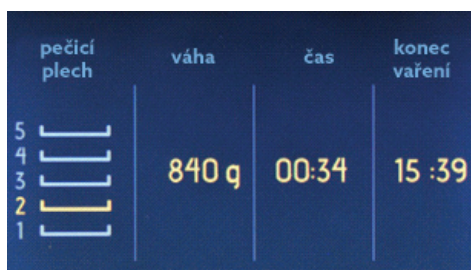 pečicí
plech
váha
čas
konec
vaření
5
4
3
2
1
840 g
00:34
15 :39